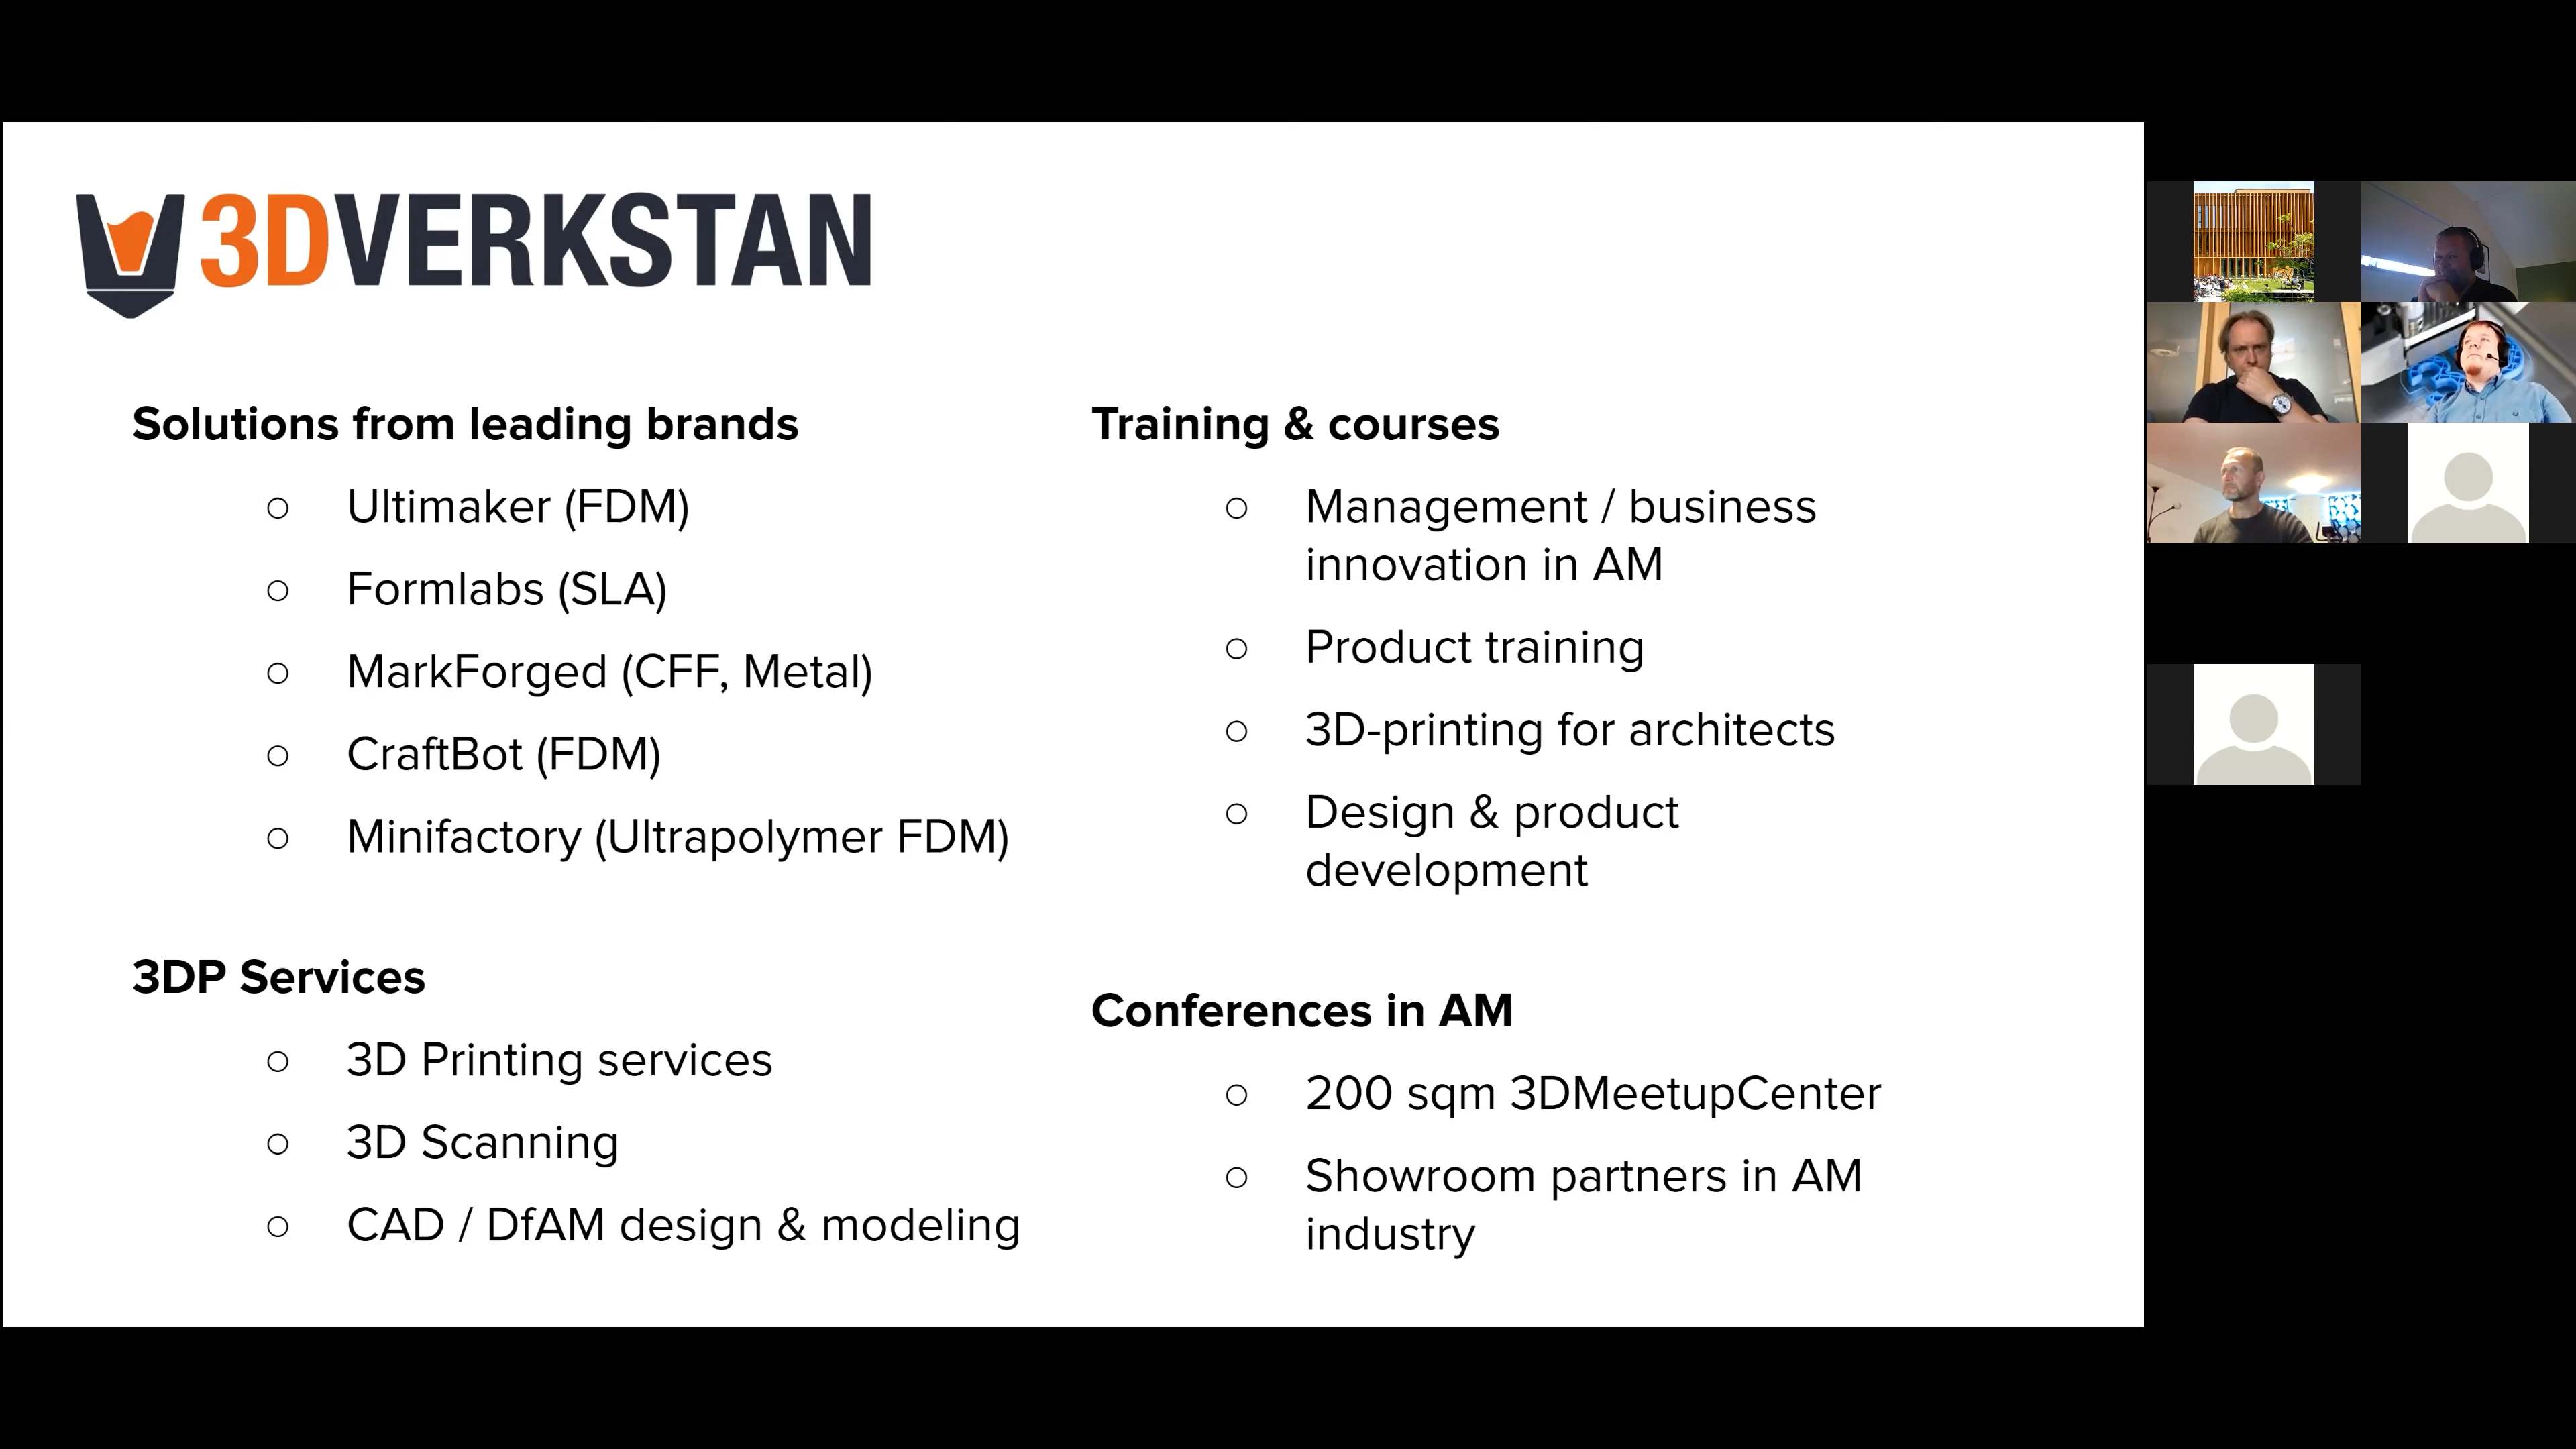 3DVERKSTAN
Solutions from leading brands
○ Ultimaker (FDM)
○ Formlabs (SLA)
○ MarkForged (CFF, Metal)
○ CraftBot (FDM)
○ Minifactory (Ultrapolymer FDM)
3DP Services
○ 3D Printing services
○ 3D Scanning
○ CAD / DfAM design & modeling
Training & courses
○ Management / business
innovation in AM
○ Product training
○ 3D-printing for architects
○ Design & product
development
Conferences in AM
○ 200 sqm 3DMeetupCenter
○ Showroom partners in AM
industry